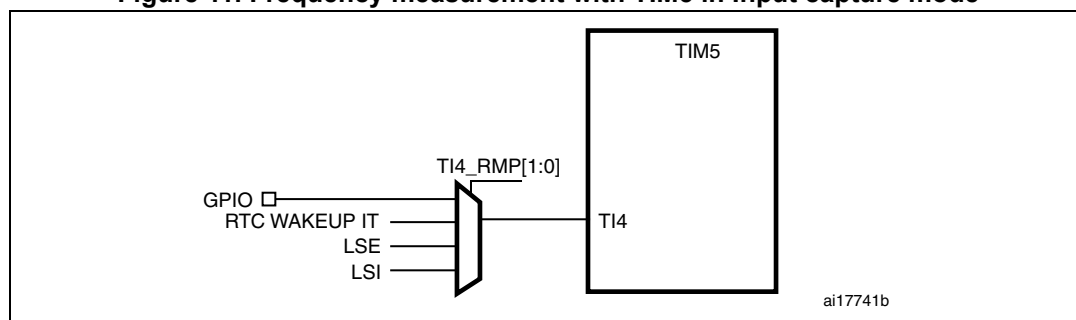 Figure 11. Frequency measurement with TIM5 in Input capture mode
TIM5
TI4_RMP[1:0]
GPIO
RTC WAKEUP IT
TI4
LSE
LSI
ai17741b